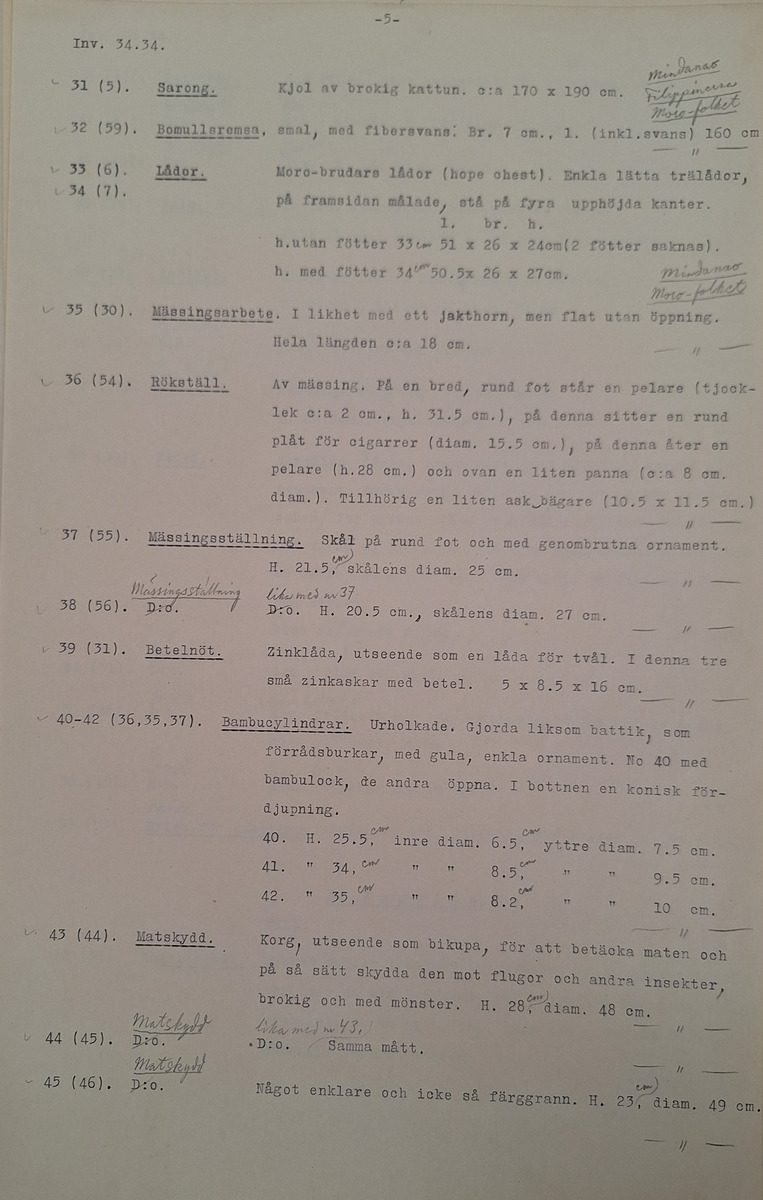 -5-
Inv. 34.34.
31 (5). Sarong. Kjol av brokig kattun. c:a 170 x 190 cm. Mindanao
Filippinerna
Moro-folket
32 (59). Bomullsremsa, smal, med fibersvans. Br. 7 cm., l. (inkl.svans) 160 cm
— " —
33 (6). Lådor. Moro-brudars lådor (hope chest). Enkla lätta trälådor,
34 (7). på framsidan målade, stå på fyra upphöjda kanter.
l. br. h.
h.utan fötter 33 cm 51 x 26 x 24cm(2 fötter saknas).
h. med fötter 34 cm 50.5x 26 x 27cm. Mindanao
Moro-folket
35 (30). Mässingsarbete. I likhet med ett jakthorn, men flat utan öppning.
Hela längden c:a 18 cm. — " —
36 (54). Rökställ. Av mässing. På en bred, rund fot står en pelare (tjock-
lek c:a 2 cm., h. 31.5 cm.), på denna sitter en rund
plåt för cigarrer (diam. 15.5 cm.), på denna åter en
pelare (h.28 cm.) och ovan en liten panna (c:a 8 cm.
diam.). Tillhörig en liten ask bägare (10.5 x 11.5 cm.)
— " —
37 (55). Mässingsställning. Skål på rund fot och med genombrutna ornament.
H. 21.5, cm) skålens diam. 25 cm. — " —
Mässingsställning lika med nr 37
38 (56). D:o. D:o. H. 20.5 cm., skålens diam. 27 cm.
— " —
39 (31). Betelnöt. Zinklåda, utseende som en låda för tvål. I denna tre
små zinkaskar med betel. 5 x 8.5 x 16 cm.
— " —
40-42 (36,35,37). Bambucylindrar. Urholkade. Gjorda liksom battik, som
förrådsburkar, med gula, enkla ornament. No 40 med
bambulock, de andra öppna. I bottnen en konisk för-
djupning.
40. H. 25.5, cm inre diam. 6.5, cm yttre diam. 7.5 cm.
41. " 34, cm " " 8.5, cm " " 9.5 cm.
42. " 35, cm " " 8.2, cm " " 10 cm.
— " —
43 (44). Matskydd. Korg, utseende som bikupa, för att betäcka maten och
på så sätt skydda den mot flugor och andra insekter,
brokig och med mönster. H. 28, cm) diam. 48 cm.
— " —
Matskydd lika med nr 43.
44 (45). D:o. D:o. Samma mått.
— " —
Matskydd
45 (46). D:o. Något enklare och icke så färggrann. H. 23, cm) diam. 49 cm.
— " —